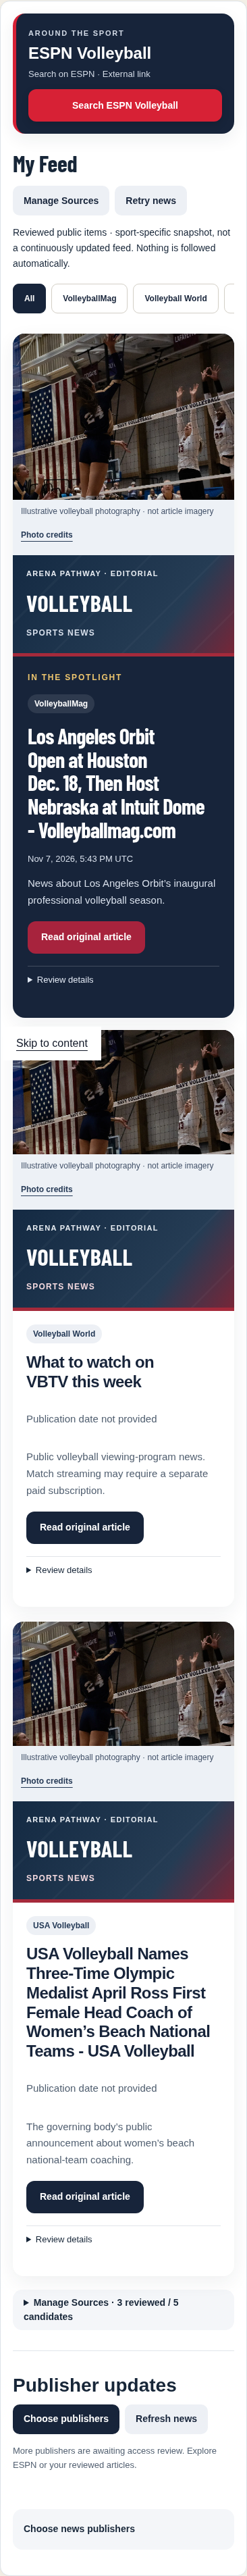 AROUND THE SPORT
ESPN Volleyball
Search on ESPN · External link
Search ESPN Volleyball
My Feed
Manage Sources
Retry news
Reviewed public items · sport-specific snapshot, not
a continuously updated feed. Nothing is followed
automatically.
All
VolleyballMag
Volleyball World
Illustrative volleyball photography · not article imagery
Photo credits
ARENA PATHWAY · EDITORIAL
VOLLEYBALL
SPORTS NEWS
IN THE SPOTLIGHT
VolleyballMag
Los Angeles Orbit
Open at Houston
Dec. 18, Then Host
Nebraska at Intuit Dome
- Volleyballmag.com
Nov 7, 2026, 5:43 PM UTC
News about Los Angeles Orbit's inaugural
professional volleyball season.
Read original article
▶ Review details
Skip to content
Illustrative volleyball photography · not article imagery
Photo credits
ARENA PATHWAY · EDITORIAL
VOLLEYBALL
SPORTS NEWS
Volleyball World
What to watch on
VBTV this week
Publication date not provided
Public volleyball viewing-program news.
Match streaming may require a separate
paid subscription.
Read original article
▶ Review details
Illustrative volleyball photography · not article imagery
Photo credits
ARENA PATHWAY · EDITORIAL
VOLLEYBALL
SPORTS NEWS
USA Volleyball
USA Volleyball Names
Three-Time Olympic
Medalist April Ross First
Female Head Coach of
Women’s Beach National
Teams - USA Volleyball
Publication date not provided
The governing body’s public
announcement about women’s beach
national-team coaching.
Read original article
▶ Review details
▶ Manage Sources · 3 reviewed / 5
candidates
Publisher updates
Choose publishers
Refresh news
More publishers are awaiting access review. Explore
ESPN or your reviewed articles.
Choose news publishers